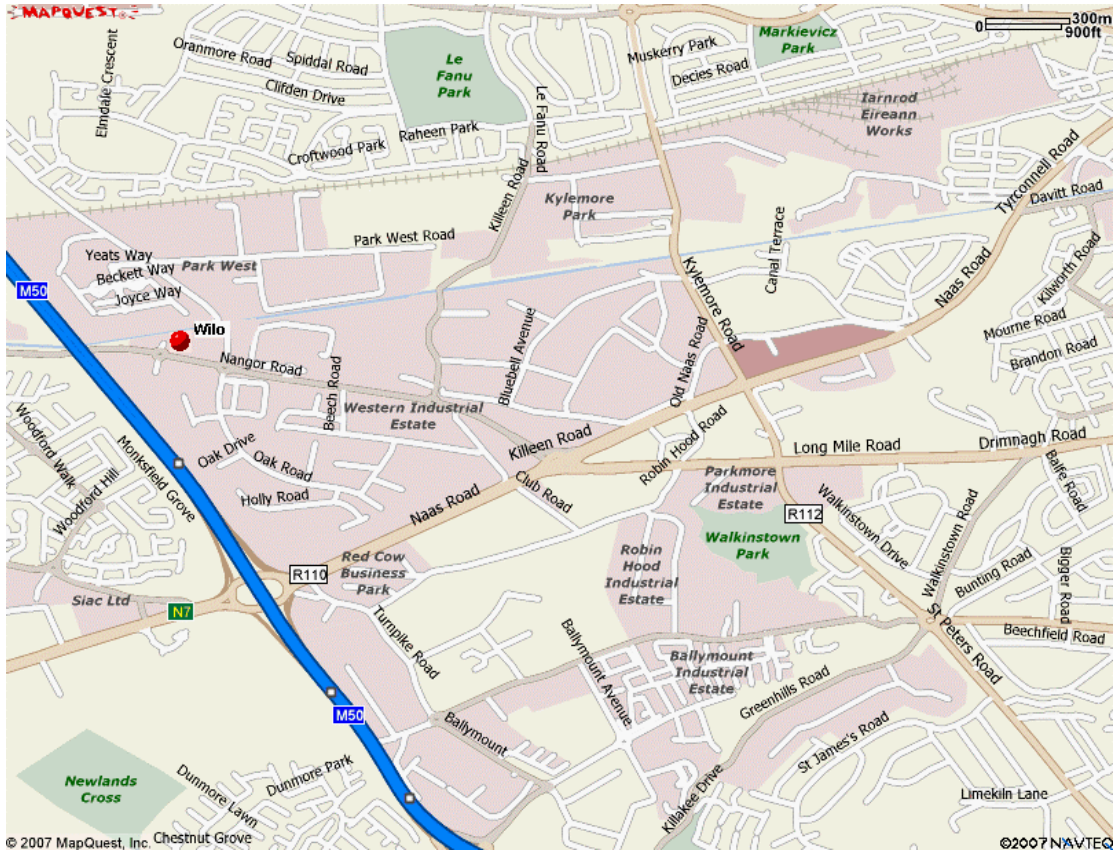 MAPQUEST
300m
0
900ft
Markievicz
Park
Muskerry Park
Decies Road
Oranmore Road
Spiddal Road
Clifden Drive
Elmdale Crescent
Le
Fanu
Park
Le Fanu Road
Raheen Park
Croftwood Park
Iarnrod
Eireann
Works
Tyrconnell Road
Davitt Road
Killeen Road
Kylemore
Park
Canal Terrace
Park West Road
Yeats Way
Park West
Beckett Way
Joyce Way
M50
Kylemore Road
Naas Road
Kilworth Road
Mourne Road
Brandon Road
Wilo
Nangor Road
Beech Road
Bluebell Avenue
Old Naas Road
Western Industrial
Estate
Killeen Road
Robin Hood Road
Long Mile Road
Drimnagh Road
Balfe Road
Woodford Walk
Woodford Hill
Monksfield Grove
Oak Drive
Oak Road
Holly Road
Naas Road
Club Road
Parkmore
Industrial
Estate
R112
Walkinstown Drive
Walkinstown Road
Walkinstown
Park
Bunting Road
Bigger Road
Red Cow
Business
Park
R110
Robin
Hood
Industrial
Estate
Siac Ltd
N7
Turnpike Road
St Peters Road
Beechfield Road
Ballymount Avenue
Ballymount
Industrial
Estate
Greenhills Road
M50
Ballymount
St James's Road
Newlands
Cross
Dunmore Lawn
Dunmore Park
Killakee Drive
Limekiln Lane
© 2007 MapQuest, Inc.
Chestnut Grove
©2007 NAVTEQ